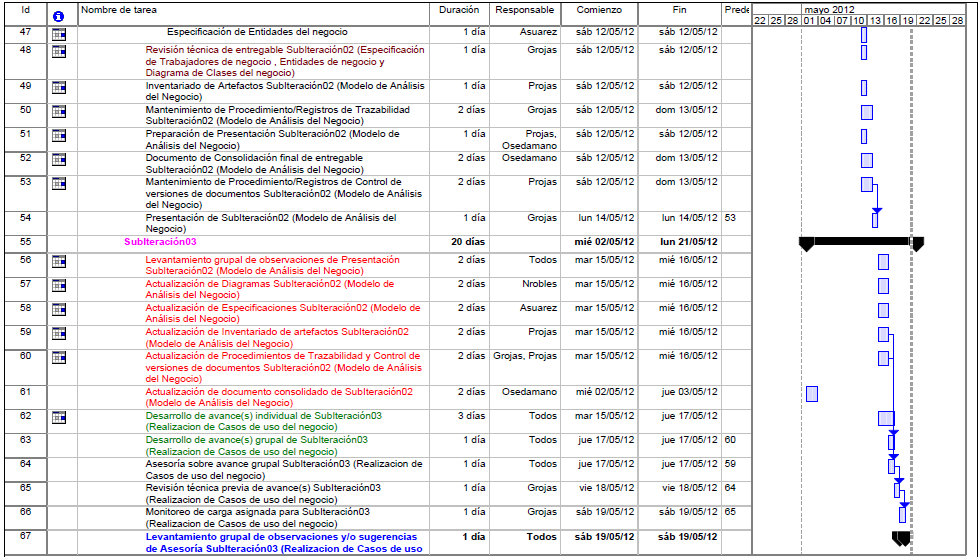 Id Nombre de tarea Duración Responsable Comienzo Fin Prede
mayo 2012
22 25 28 01 04 07 10 13 16 19 22 25 28
47 Especificación de Entidades del negocio 1 día Asuarez sáb 12/05/12 sáb 12/05/12
48 Revisión técnica de entregable SubIteración02 (Especificación 1 día Grojas sáb 12/05/12 sáb 12/05/12
de Trabajadores de negocio , Entidades de negocio y
Diagrama de Clases del negocio)
49 Inventariado de Artefactos SubIteración02 (Modelo de Análisis 1 día Projas sáb 12/05/12 sáb 12/05/12
del Negocio)
50 Mantenimiento de Procedimiento/Registros de Trazabilidad 2 días Grojas sáb 12/05/12 dom 13/05/12
SubIteración02 (Modelo de Análisis del Negocio)
51 Preparación de Presentación SubIteración02 (Modelo de 1 día Projas, sáb 12/05/12 sáb 12/05/12
Análisis del Negocio) Osedamano
52 Documento de Consolidación final de entregable 2 días Osedamano sáb 12/05/12 dom 13/05/12
SubIteración02 (Modelo de Análisis del Negocio)
53 Mantenimiento de Procedimiento/Registros de Control de 2 días Projas sáb 12/05/12 dom 13/05/12
versiones de documentos SubIteración02 (Modelo de Análisis
del Negocio)
54 Presentación de SubIteración02 (Modelo de Análisis del 1 día Grojas lun 14/05/12 lun 14/05/12 53
Negocio)
55 SubIteración03 20 días mié 02/05/12 lun 21/05/12
56 Levantamiento grupal de observaciones de Presentación 2 días Todos mar 15/05/12 mié 16/05/12
SubIteración02 (Modelo de Análisis del Negocio)
57 Actualización de Diagramas SubIteración02 (Modelo de 2 días Nrobles mar 15/05/12 mié 16/05/12
Análisis del Negocio)
58 Actualización de Especificaciones SubIteración02 (Modelo de 2 días Asuarez mar 15/05/12 mié 16/05/12
Análisis del Negocio)
59 Actualización de Inventariado de artefactos SubIteración02 2 días Projas mar 15/05/12 mié 16/05/12
(Modelo de Análisis del Negocio)
60 Actualización de Procedimientos de Trazabilidad y Control de 2 días Grojas, Projas mar 15/05/12 mié 16/05/12
versiones de documentos SubIteración02 (Modelo de Análisis
del Negocio)
61 Actualización de documento consolidado de SubIteración02 2 días Osedamano mié 02/05/12 jue 03/05/12
(Modelo de Análisis del Negocio)
62 Desarrollo de avance(s) individual de SubIteración03 3 días Todos mar 15/05/12 jue 17/05/12
(Realizacion de Casos de uso del negocio)
63 Desarrollo de avance(s) grupal de SubIteración03 1 día Todos jue 17/05/12 jue 17/05/12 60
(Realizacion de Casos de uso del negocio)
64 Asesoría sobre avance grupal SubIteración03 (Realizacion de 1 día Todos jue 17/05/12 jue 17/05/12 59
Casos de uso del negocio)
65 Revisión técnica previa de avance(s) SubIteración03 1 día Grojas vie 18/05/12 vie 18/05/12 64
(Realizacion de Casos de uso del negocio)
66 Monitoreo de carga asignada para SubIteración03 1 día Grojas sáb 19/05/12 sáb 19/05/12 65
(Realizacion de Casos de uso del negocio)
67 Levantamiento grupal de observaciones y/o sugerencias 1 día Todos sáb 19/05/12 sáb 19/05/12
de Asesoría SubIteración03 (Realizacion de Casos de uso